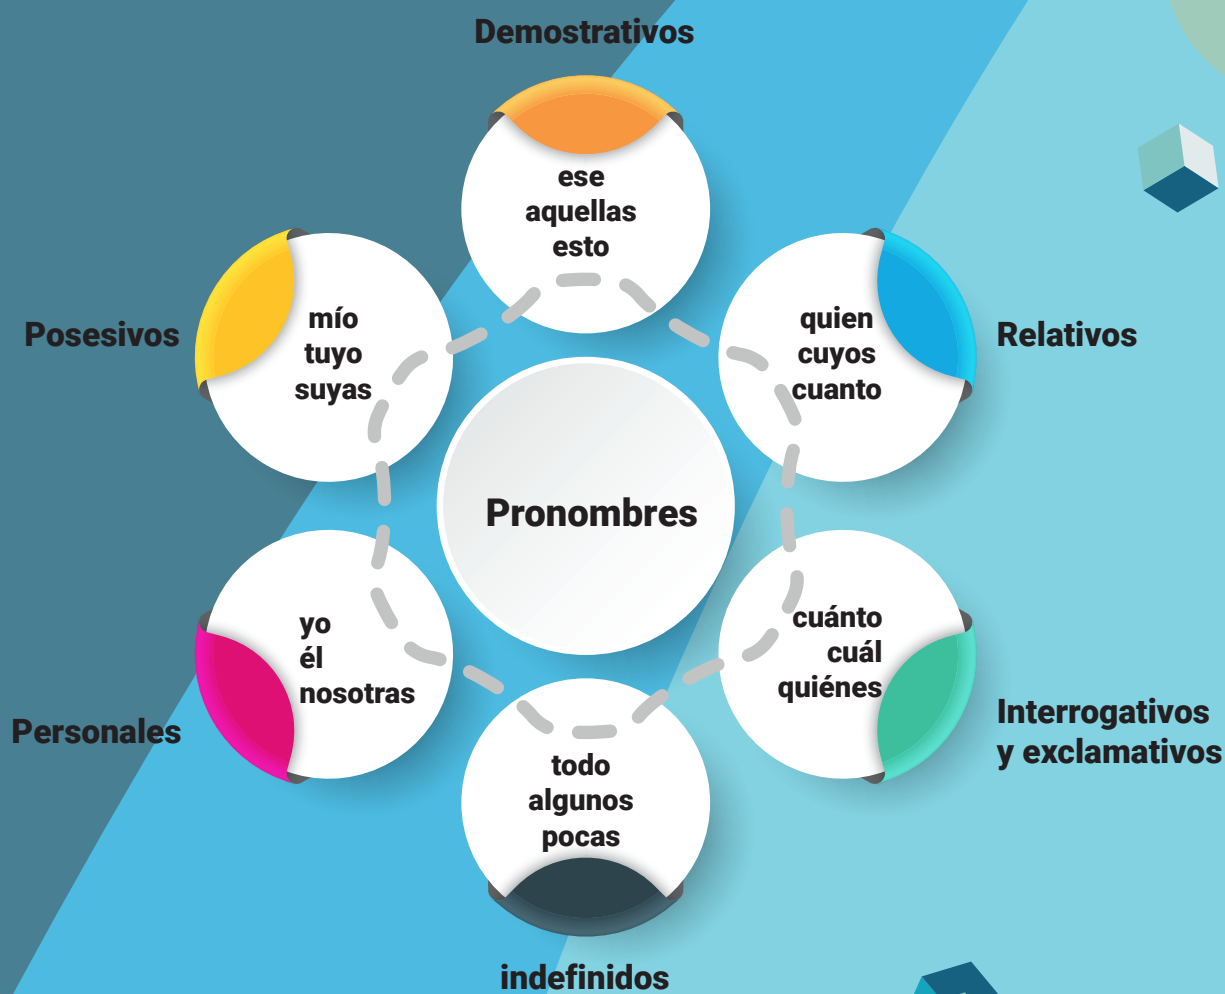 Demostrativos
ese
aquellas
esto
Posesivos
mío
tuyo
suyas
quien
cuyos
cuanto
Relativos
Pronombres
Personales
yo
él
nosotras
cuánto
cuál
quiénes
Interrogativos
y exclamativos
todo
algunos
pocas
indefinidos